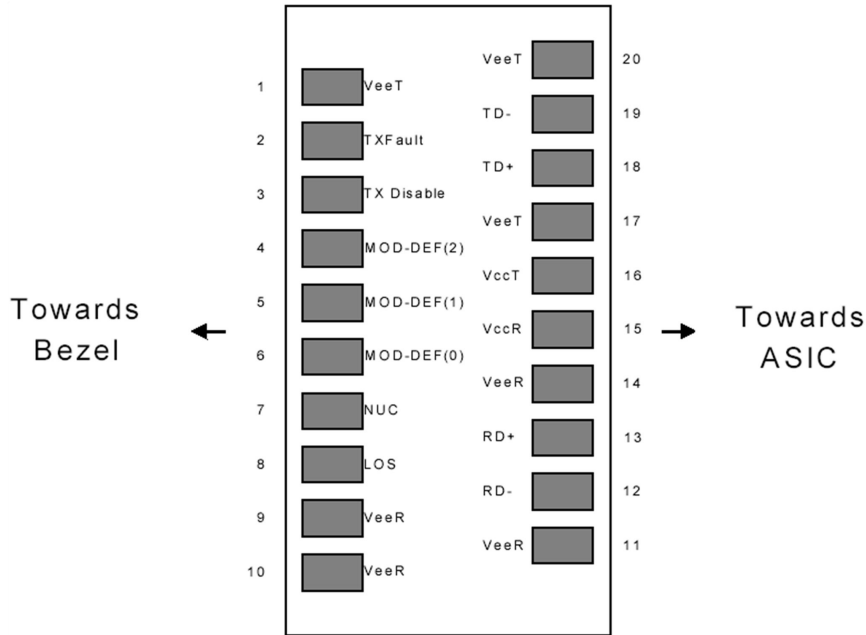 1 VeeT
2 TXFault
3 TX Disable
4 MOD-DEF(2)
5 MOD-DEF(1)
6 MOD-DEF(0)
7 NUC
8 LOS
9 VeeR
10 VeeR
VeeT 20
TD- 19
TD+ 18
VeeT 17
VccT 16
VccR 15
VeeR 14
RD+ 13
RD- 12
VeeR 11
Towards
Bezel
Towards
ASIC